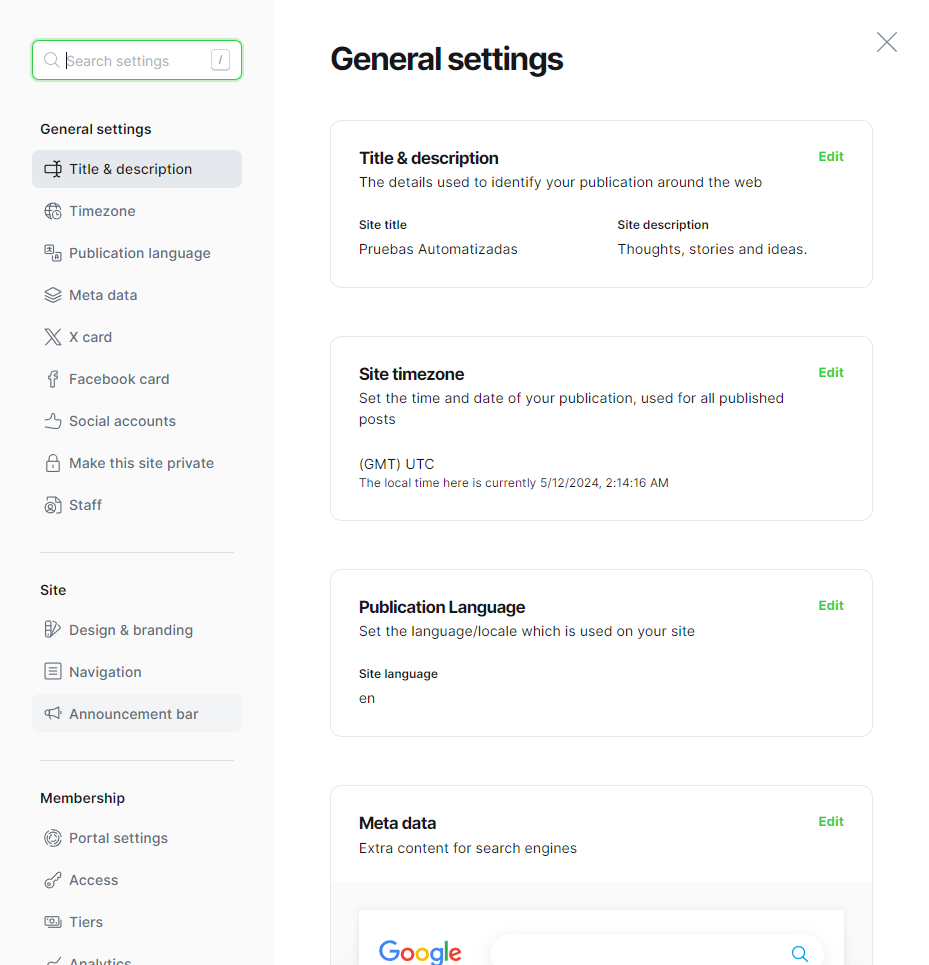 Search settings /
General settings
Title & description
Timezone
Publication language
Meta data
X card
Facebook card
Social accounts
Make this site private
Staff
Site
Design & branding
Navigation
Announcement bar
Membership
Portal settings
Access
Tiers
Analytics
General settings
Title & description
Edit
The details used to identify your publication around the web
Site title
Pruebas Automatizadas
Site description
Thoughts, stories and ideas.
Site timezone
Edit
Set the time and date of your publication, used for all published
posts
(GMT) UTC
The local time here is currently 5/12/2024, 2:14:16 AM
Publication Language
Edit
Set the language/locale which is used on your site
Site language
en
Meta data
Edit
Extra content for search engines
Google